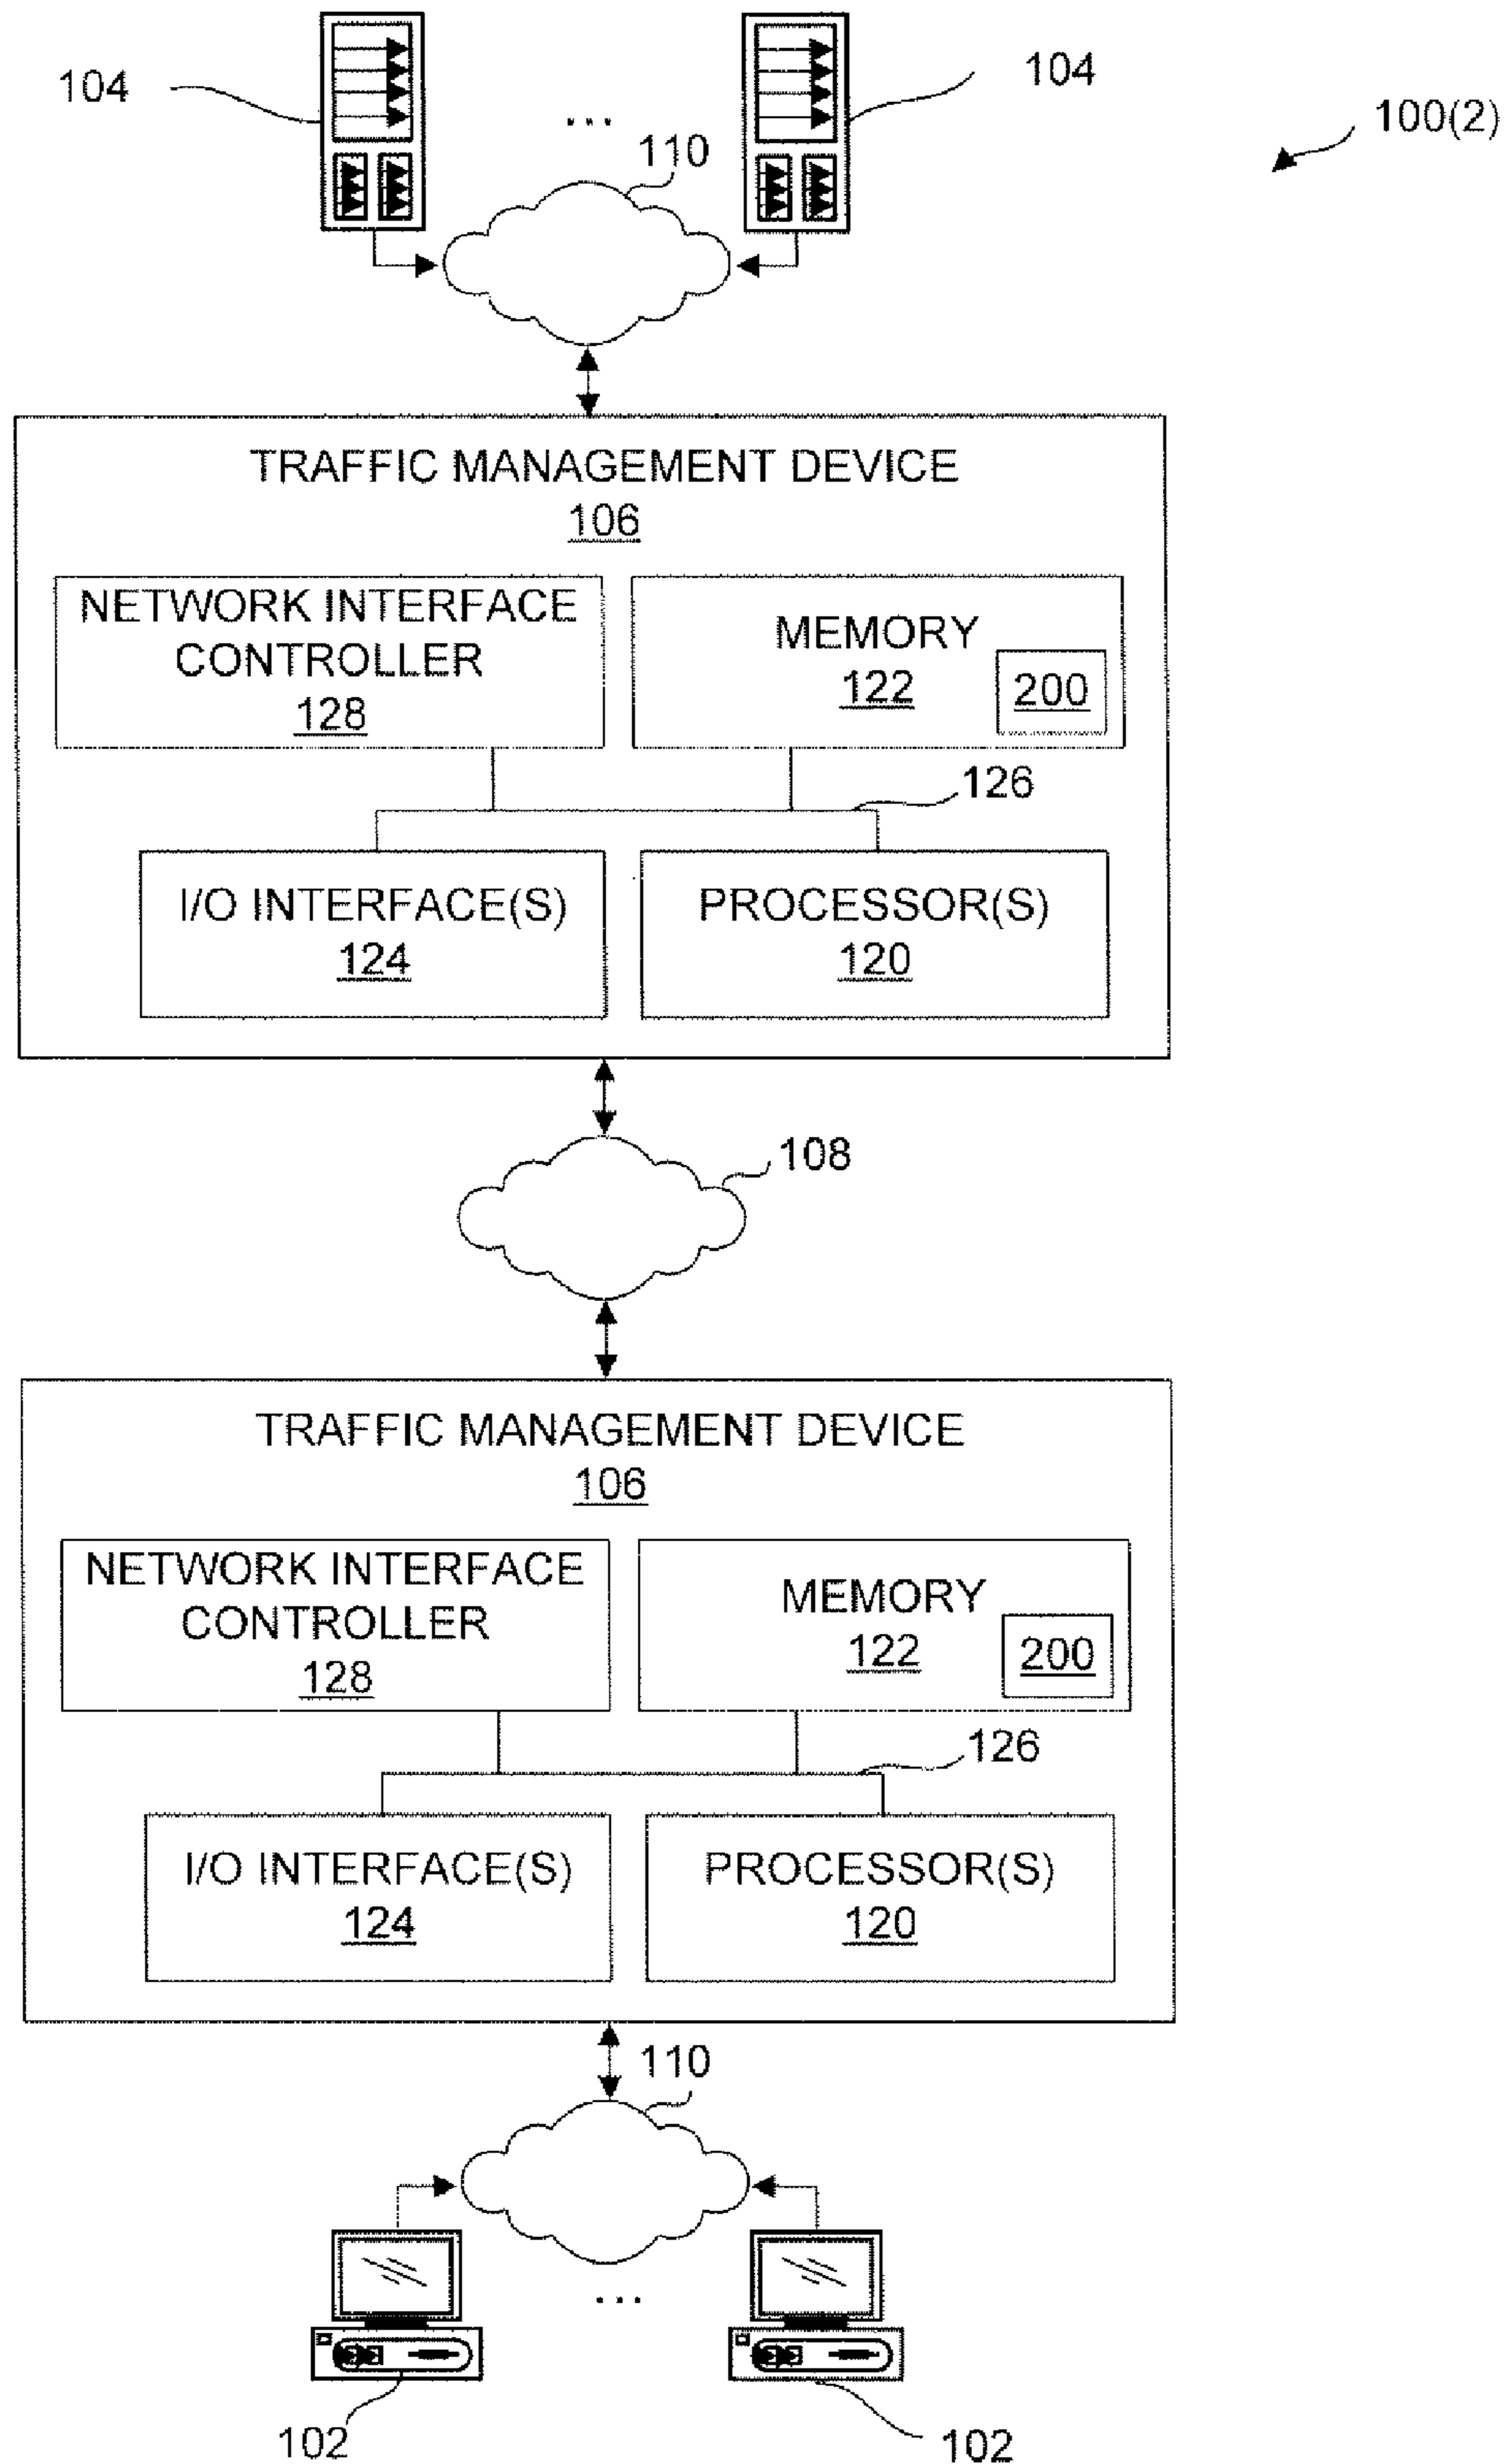 104
104
100(2)
...
110
TRAFFIC MANAGEMENT DEVICE
106
NETWORK INTERFACE
CONTROLLER
128
MEMORY
122
200
126
I/O INTERFACE(S)
124
PROCESSOR(S)
120
108
TRAFFIC MANAGEMENT DEVICE
106
NETWORK INTERFACE
CONTROLLER
128
MEMORY
122
200
126
I/O INTERFACE(S)
124
PROCESSOR(S)
120
110
...
102
102